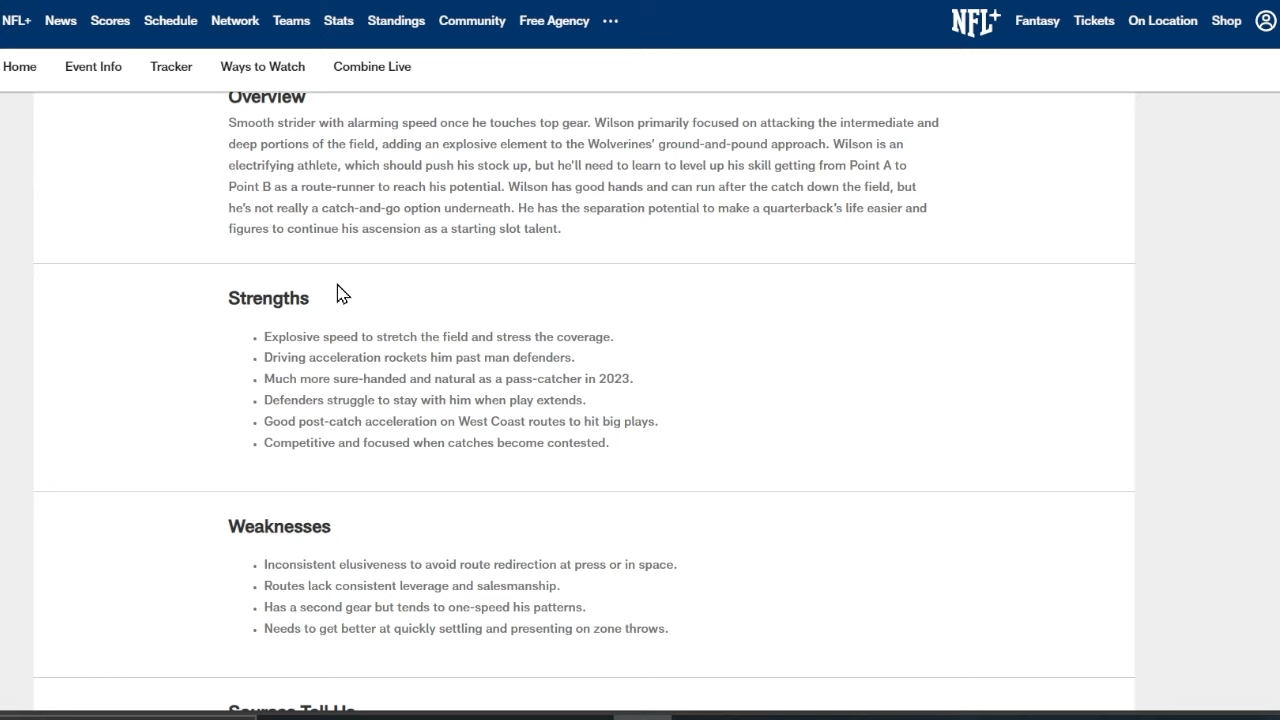 NFL+ News Scores Schedule Network Teams Stats Standings Community Free Agency ••• NFL+ Fantasy Tickets On Location Shop
Home Event Info Tracker Ways to Watch Combine Live
Overview
Smooth strider with alarming speed once he touches top gear. Wilson primarily focused on attacking the intermediate and
deep portions of the field, adding an explosive element to the Wolverines’ ground-and-pound approach. Wilson is an
electrifying athlete, which should push his stock up, but he'll need to learn to level up his skill getting from Point A to
Point B as a route-runner to reach his potential. Wilson has good hands and can run after the catch down the field, but
he’s not really a catch-and-go option underneath. He has the separation potential to make a quarterback’s life easier and
figures to continue his ascension as a starting slot talent.
Strengths
• Explosive speed to stretch the field and stress the coverage.
• Driving acceleration rockets him past man defenders.
• Much more sure-handed and natural as a pass-catcher in 2023.
• Defenders struggle to stay with him when play extends.
• Good post-catch acceleration on West Coast routes to hit big plays.
• Competitive and focused when catches become contested.
Weaknesses
• Inconsistent elusiveness to avoid route redirection at press or in space.
• Routes lack consistent leverage and salesmanship.
• Has a second gear but tends to one-speed his patterns.
• Needs to get better at quickly settling and presenting on zone throws.
Sources Tell Us